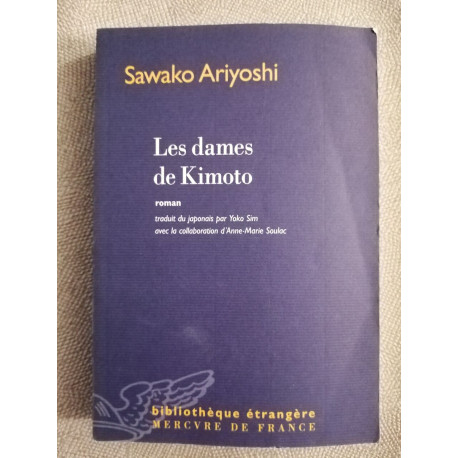 Sawako Ariyoshi
Les dames
de Kimoto
roman
traduit du japonais par Yoko Sim
avec la collaboration d'Anne-Marie Soulac
bibliothèque étrangère
MERCVRE DE FRANCE